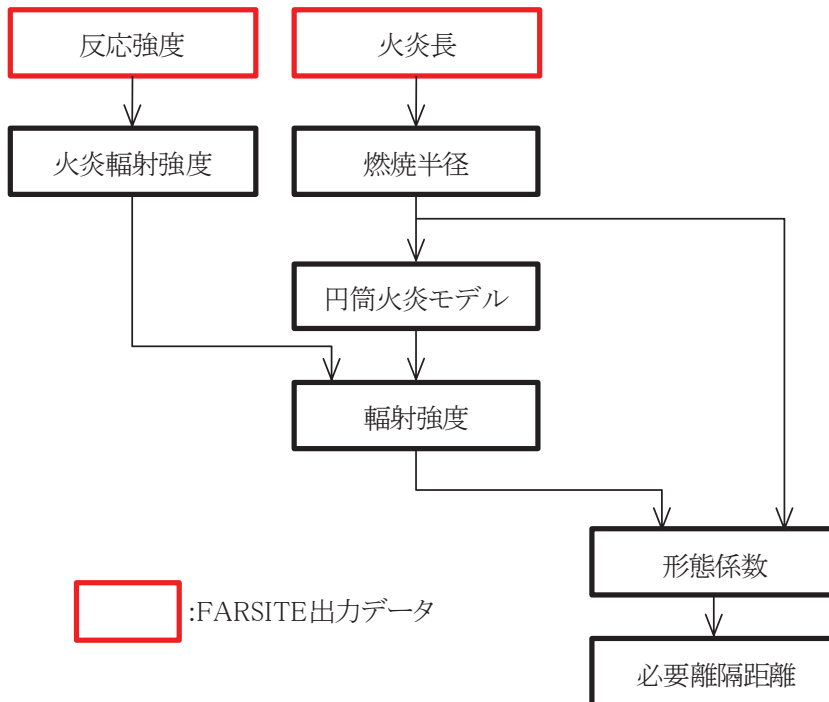 反応強度
火炎長
火炎輻射強度
燃焼半径
円筒火炎モデル
輻射強度
形態係数
:FARSITE出力データ
必要離隔距離